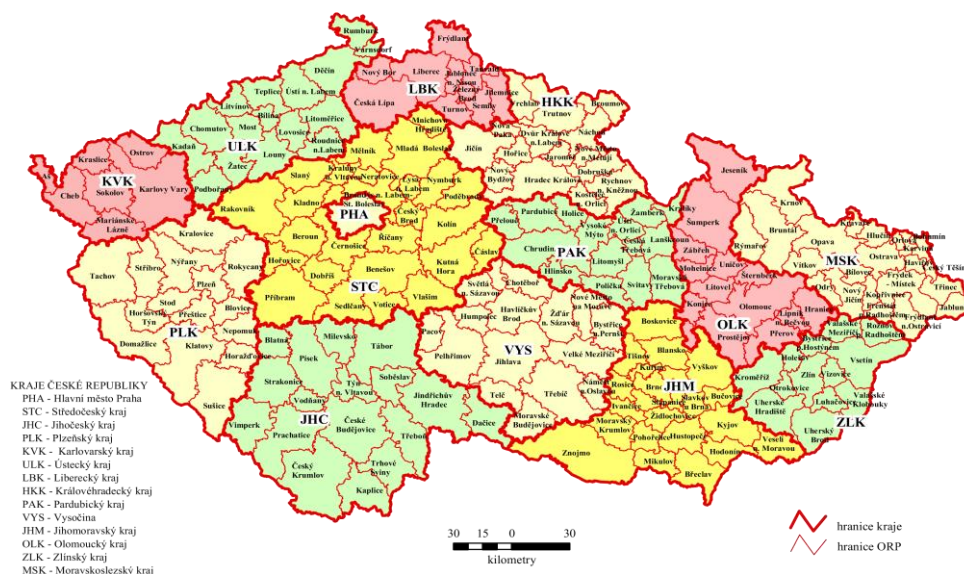 Rumburk
Varnsdorf
Frýdlant
Děčín
Nový Bor
Liberec
Teplice
Ústí n. Labem
LBK
Česká Lípa
Turnov
Semily
Litvínov
Bílina
Litoměřice
Chomutov
Most
Lovosice
Roudnice
n.Labem
Kadaň
ULK
Louny
Žatec
Podbořany
HKK
Vrchlabí
Trutnov
Broumov
Nová
Paka
Dvůr Králové
n.Labem
Náchod
Jičín
Hořice
Jaroměř
Nové Město
n.Metují
Nový
Bydžov
Hradec Králové
Dobruška
Rychnov
n. Kněžnou
Kostelec
n. Orlicí
Kraslice
Ostrov
Aš
KVK
Sokolov
Cheb
Karlovy Vary
Mariánské
Lázně
Mnichovo
Hradiště
Mělník
Mladá Boleslav
Slaný
Kralupy
n. Vltavou
Neratovice
Lysá
n. Labem
Nymburk
Rakovník
Kladno
Brandýs n. Labem
St. Boleslav
Poděbrady
PHA
Český
Brod
Kolín
Beroun
Černošice
Říčany
Hořovice
Kutná
Hora
Čáslav
Dobříš
Benešov
STC
Příbram
Sedlčany
Votice
Vlašim
Pardubice
Holice
Žamberk
Králíky
Přelouč
Vysoké
Mýto
Ústí
n. Orlicí
Chrudim
Česká
Třebová
Lanškroun
PAK
Litomyšl
Hlinsko
Polička
Svitavy
Moravská
Třebová
Jeseník
Šumperk
Zábřeh
Mohelnice
Uničov
Šternberk
Litovel
Konice
Olomouc
Lipník
n. Bečvou
Hranice
OLK
Prostějov
Přerov
Krnov
Bruntál
Rýmařov
Opava
Kravaře
Hlučín
Bohumín
Orlová
Karviná
Ostrava
Havířov
MSK
Český Těšín
Vítkov
Bílovec
Frýdek
-Místek
Třinec
Odry
Nový
Jičín
Kopřivnice
Frenštát
p.Radhoštěm
Jablunkov
Frýdlant
n.Ostravicí
Kralovice
Tachov
Stříbro
Nýřany
Plzeň
Rokycany
Stod
Blovice
Horšovský
Týn
Přeštice
PLK
Nepomuk
Domažlice
Klatovy
Horažďovice
Sušice
Světlá
n. Sázavou
Chotěboř
Havlíčkův
Brod
Nové Město
na Moravě
Humpolec
Žďár
n. Sázavou
Pacov
Bystřice
n.Pernšt.
Pelhřimov
VYS
Jihlava
Velké Meziříčí
Telč
Třebíč
Náměšť
n.Oslavou
Moravské
Budějovice
Blatná
Milevsko
Tábor
Písek
Soběslav
Strakonice
Týn
n. Vltavou
Jindřichův
Hradec
Vodňany
Dačice
JHC
České
Budějovice
Vimperk
Prachatice
Třeboň
Český
Krumlov
Trhové
Sviny
Kaplice
Boskovice
Blansko
Tišnov
Kuřim
Vyškov
JHM
Rosice
Brno
Slavkov
u Brna
Bučovice
Ivančice
Šlapanice
Židlochovice
Moravský
Krumlov
Pohořelice
Hustopeče
Kyjov
Znojmo
Hodonín
Veselí
n. Moravou
Mikulov
Břeclav
Valašské
Meziříčí
Rožnov
p. Radhoštěm
Bystřice
p.Hostýnem
Holešov
Vsetín
Kroměříž
Zlín
Vizovice
Otrokovice
Luhačovice
Valašské
Klobouky
Uherské
Hradiště
Uherský
Brod
ZLK
KRAJE ČESKÉ REPUBLIKY
PHA - Hlavní město Praha
STC - Středočeský kraj
JHC - Jihočeský kraj
PLK - Plzeňský kraj
KVK - Karlovarský kraj
ULK - Ústecký kraj
LBK - Liberecký kraj
HKK - Královéhradecký kraj
PAK - Pardubický kraj
VYS - Vysočina
JHM - Jihomoravský kraj
OLK - Olomoucký kraj
ZLK - Zlínský kraj
MSK - Moravskoslezský kraj
30 15 0 30
kilometry
hranice kraje
hranice ORP